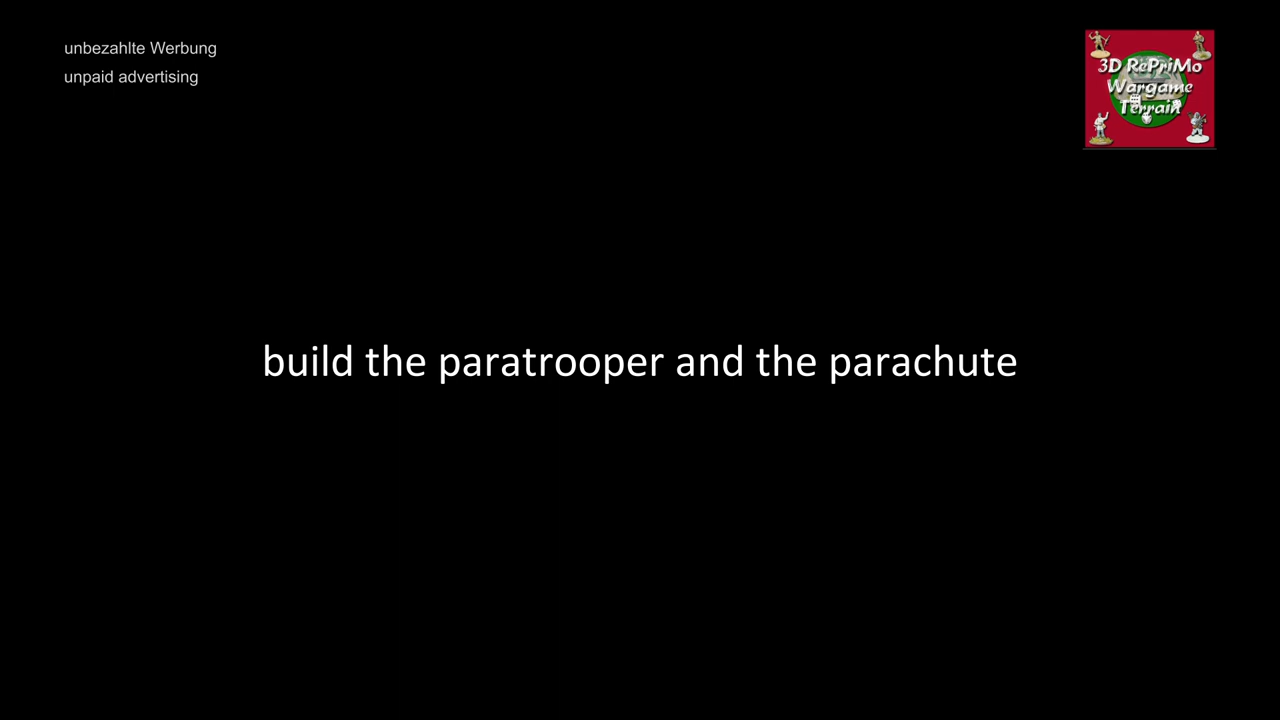 unbezahlte Werbung
unpaid advertising
3D RePriMo
Wargame
Terrain
build the paratrooper and the parachute